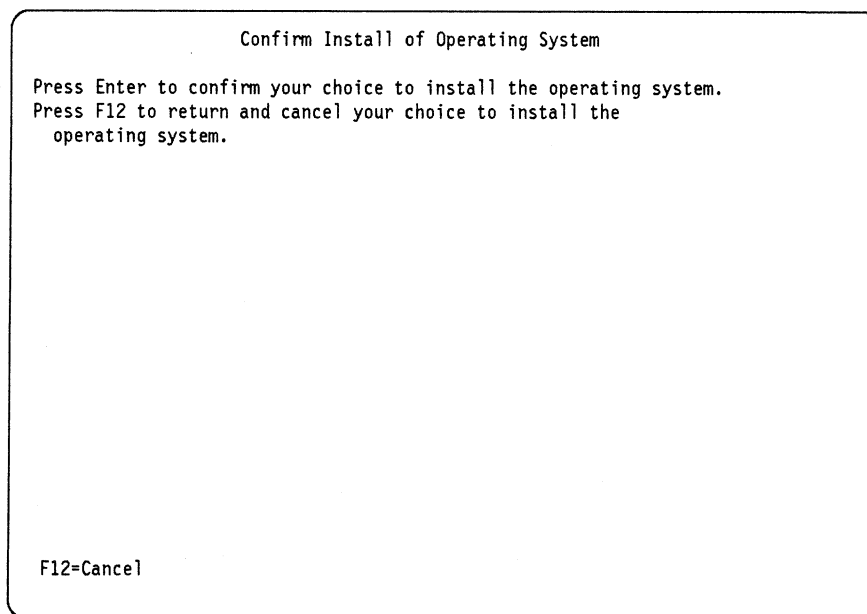 Confirm Install of Operating System
Press Enter to confirm your choice to install the operating system.
Press F12 to return and cancel your choice to install the
operating system.
F12=Cancel